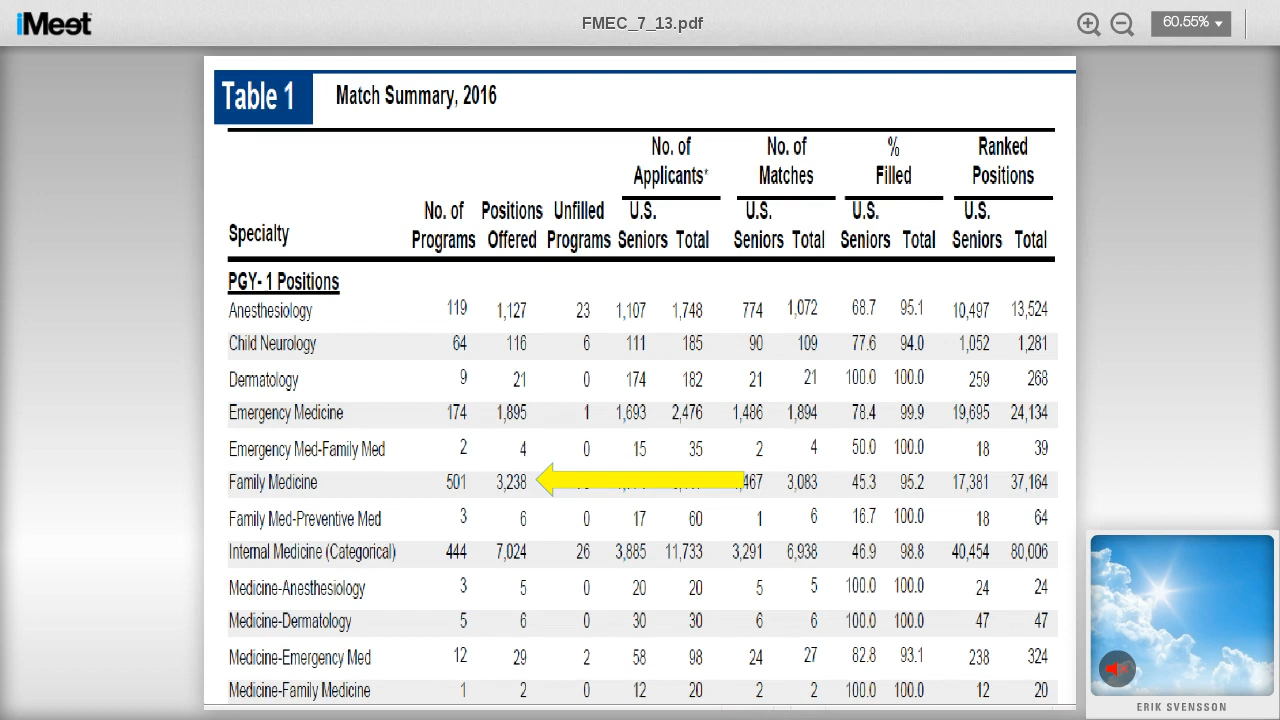 iMeet
FMEC_7_13.pdf
60.55%
Table 1
Match Summary, 2016
No. of No. of % Ranked
Applicants* Matches Filled Positions
No. of Positions Unfilled U.S. U.S. U.S. U.S.
Specialty Programs Offered Programs Seniors Total Seniors Total Seniors Total Seniors Total
PGY- 1 Positions
Anesthesiology 119 1,127 23 1,107 1,748 774 1,072 68.7 95.1 10,497 13,524
Child Neurology 64 116 6 111 185 90 109 77.6 94.0 1,052 1,281
Dermatology 9 21 0 174 182 21 21 100.0 100.0 259 268
Emergency Medicine 174 1,895 1 1,693 2,476 1,486 1,894 78.4 99.9 19,695 24,134
Emergency Med-Family Med 2 4 0 15 35 2 4 50.0 100.0 18 39
Family Medicine 501 3,238 467 3,083 45.3 95.2 17,381 37,164
Family Med-Preventive Med 3 6 0 17 60 1 6 16.7 100.0 18 64
Internal Medicine (Categorical) 444 7,024 26 3,885 11,733 3,291 6,938 46.9 98.8 40,454 80,006
Medicine-Anesthesiology 3 5 0 20 20 5 5 100.0 100.0 24 24
Medicine-Dermatology 5 6 0 30 30 6 6 100.0 100.0 47 47
Medicine-Emergency Med 12 29 2 58 98 24 27 82.8 93.1 238 324
Medicine-Family Medicine 1 2 0 12 20 2 2 100.0 100.0 12 20
ERIK SVENSSON